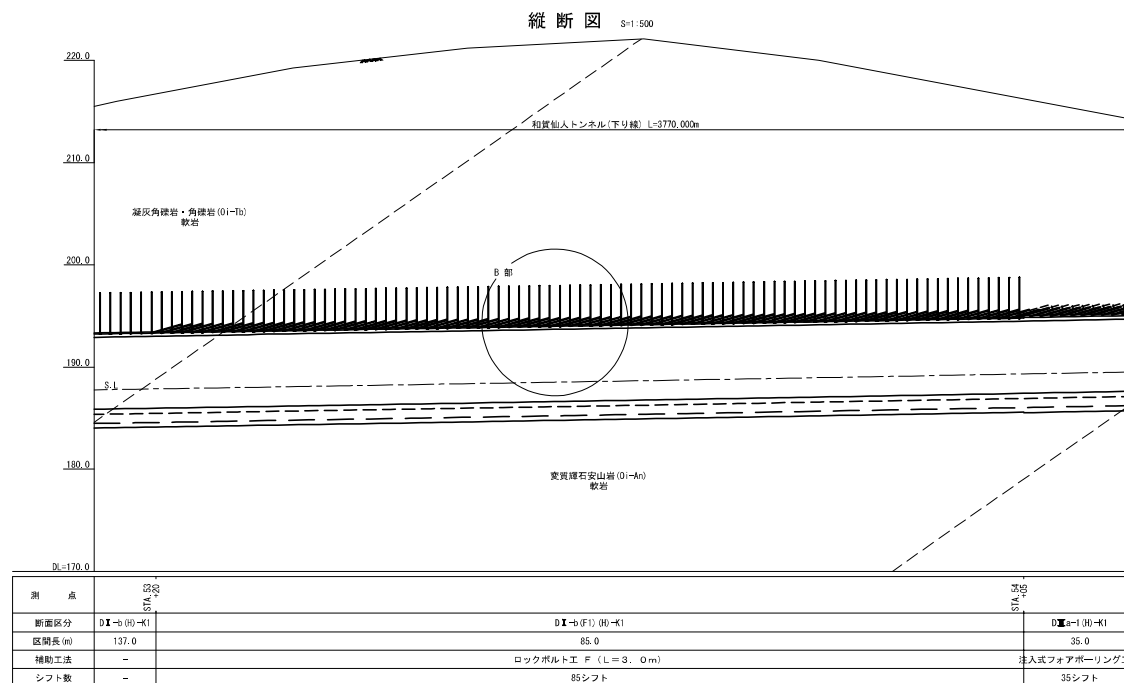 縦断図 S=1:500
220.0
和賀仙人トンネル(下り線) L=3770.000m
210.0
凝灰角礫岩・角礫岩(Oi-Tb)
軟岩
200.0
B 部
190.0
S.L
180.0
変質輝石安山岩(Oi-An)
軟岩
DL=170.0
測 点 STA.53 +20 STA.54 +05
断面区分 DⅠ-b(H)-K1 DⅠ-b(F1)(H)-K1 DⅢa-1(H)-K1
区間長(m) 137.0 85.0 35.0
補助工法 - ロックボルト工 F (L=3.0m) 注入式フォアポーリング工
シフト数 - 85シフト 35シフト